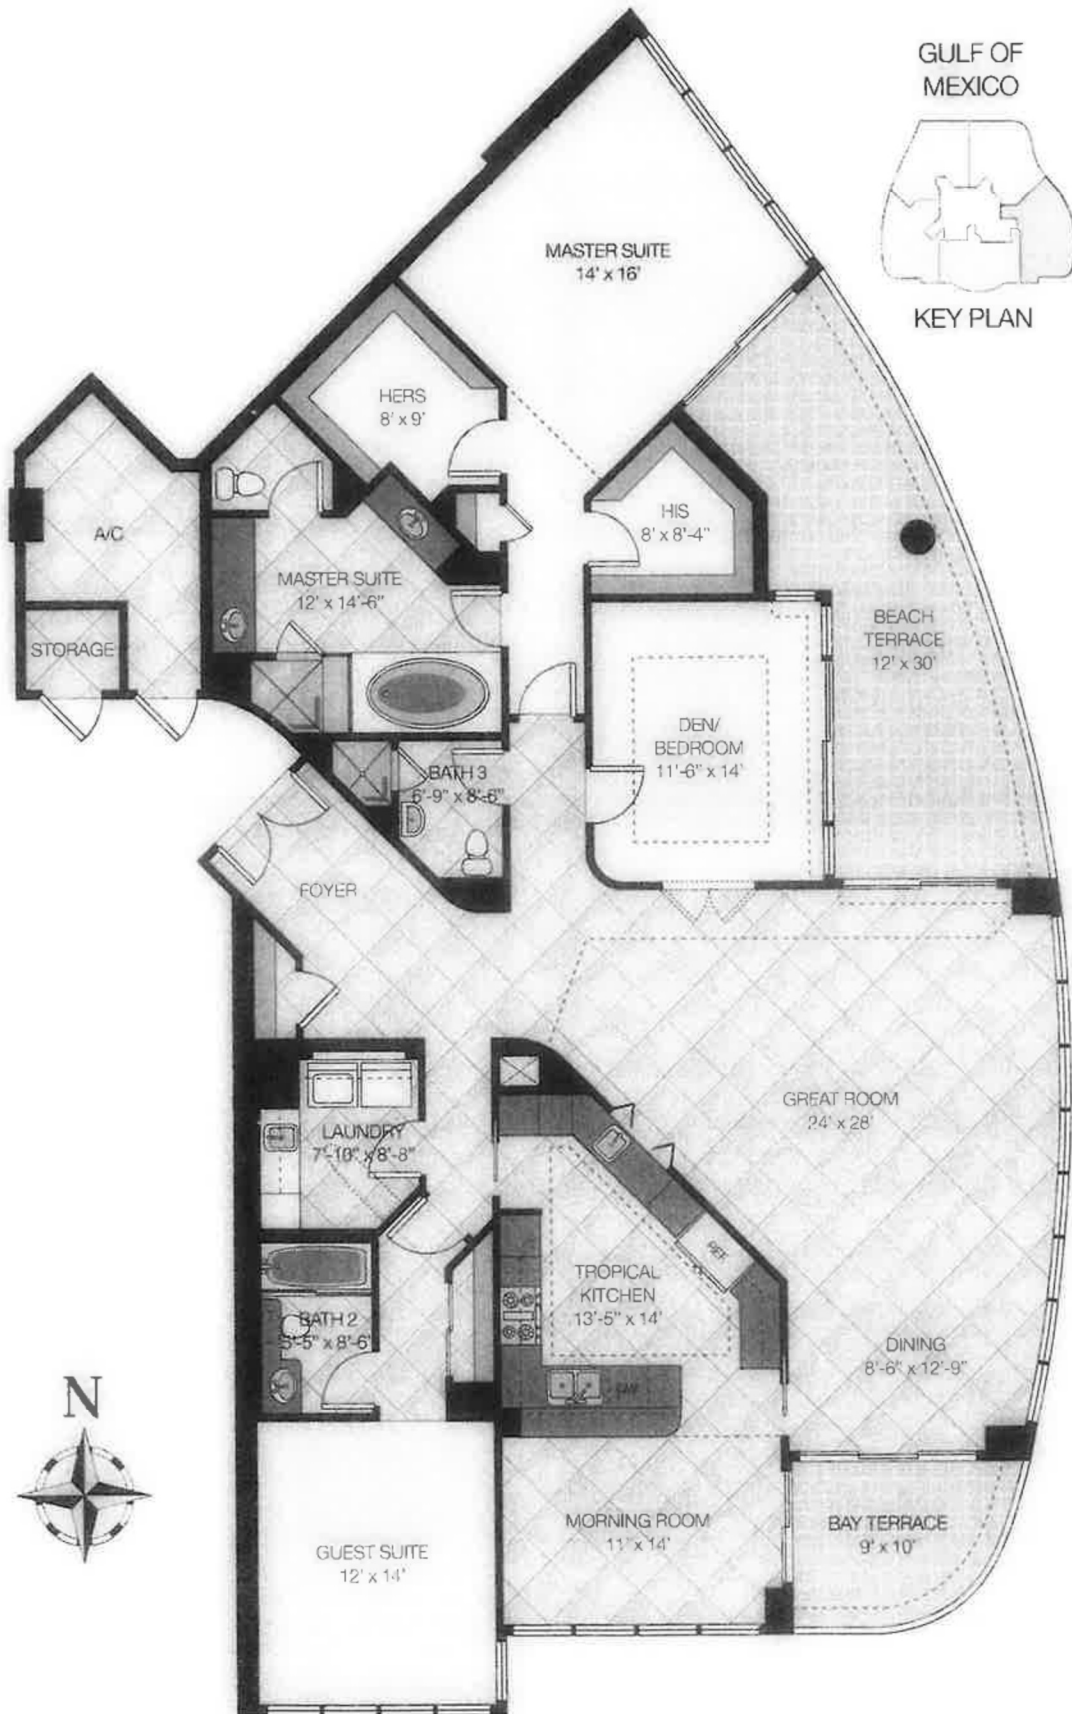 GULF OF
MEXICO
KEY PLAN
MASTER SUITE
14' x 16'
HERS
8' x 9'
HIS
8' x 8'-4"
A/C
MASTER SUITE
12' x 14'-6"
STORAGE
BEACH
TERRACE
12' x 30'
DEN/
BEDROOM
11'-6" x 14'
BATH 3
6'-9" x 8'-6"
FOYER
GREAT ROOM
24' x 28'
LAUNDRY
7'-10" x 8'-8"
REF.
TROPICAL
KITCHEN
13'-5" x 14'
BATH 2
8'-6"
DINING
8'-6" x 12'-9"
DW
N
MORNING ROOM
11' x 14'
BAY TERRACE
9' x 10'
GUEST SUITE
12' x 14'